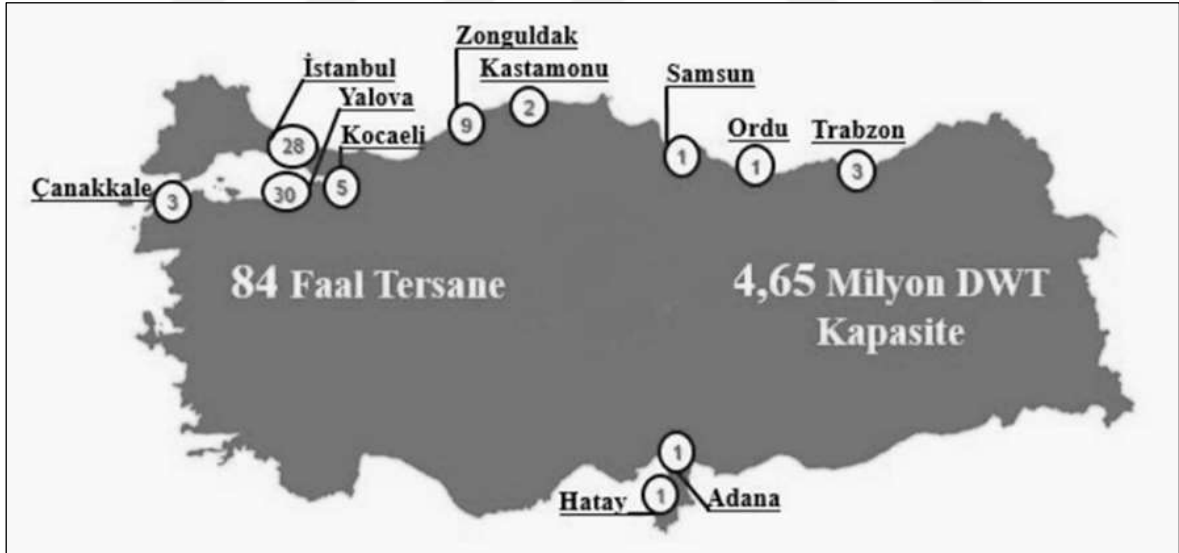 Zonguldak
İstanbul
Kastamonu
Samsun
Yalova
Kocaeli
Ordu
Trabzon
Çanakkale
28
30
5
9
2
1
1
3
3
84 Faal Tersane
4,65 Milyon DWT
Kapasite
1
1
Hatay
Adana